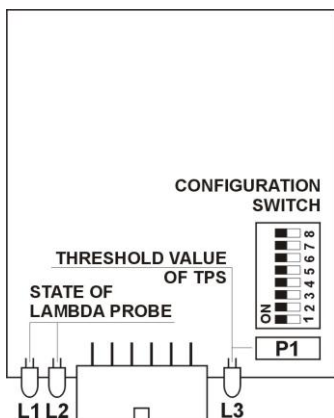 CONFIGURATION
SWITCH
ON
1 2 3 4 5 6 7 8
THRESHOLD VALUE
OF TPS
STATE OF
LAMBDA PROBE
P1
L1 L2 L3